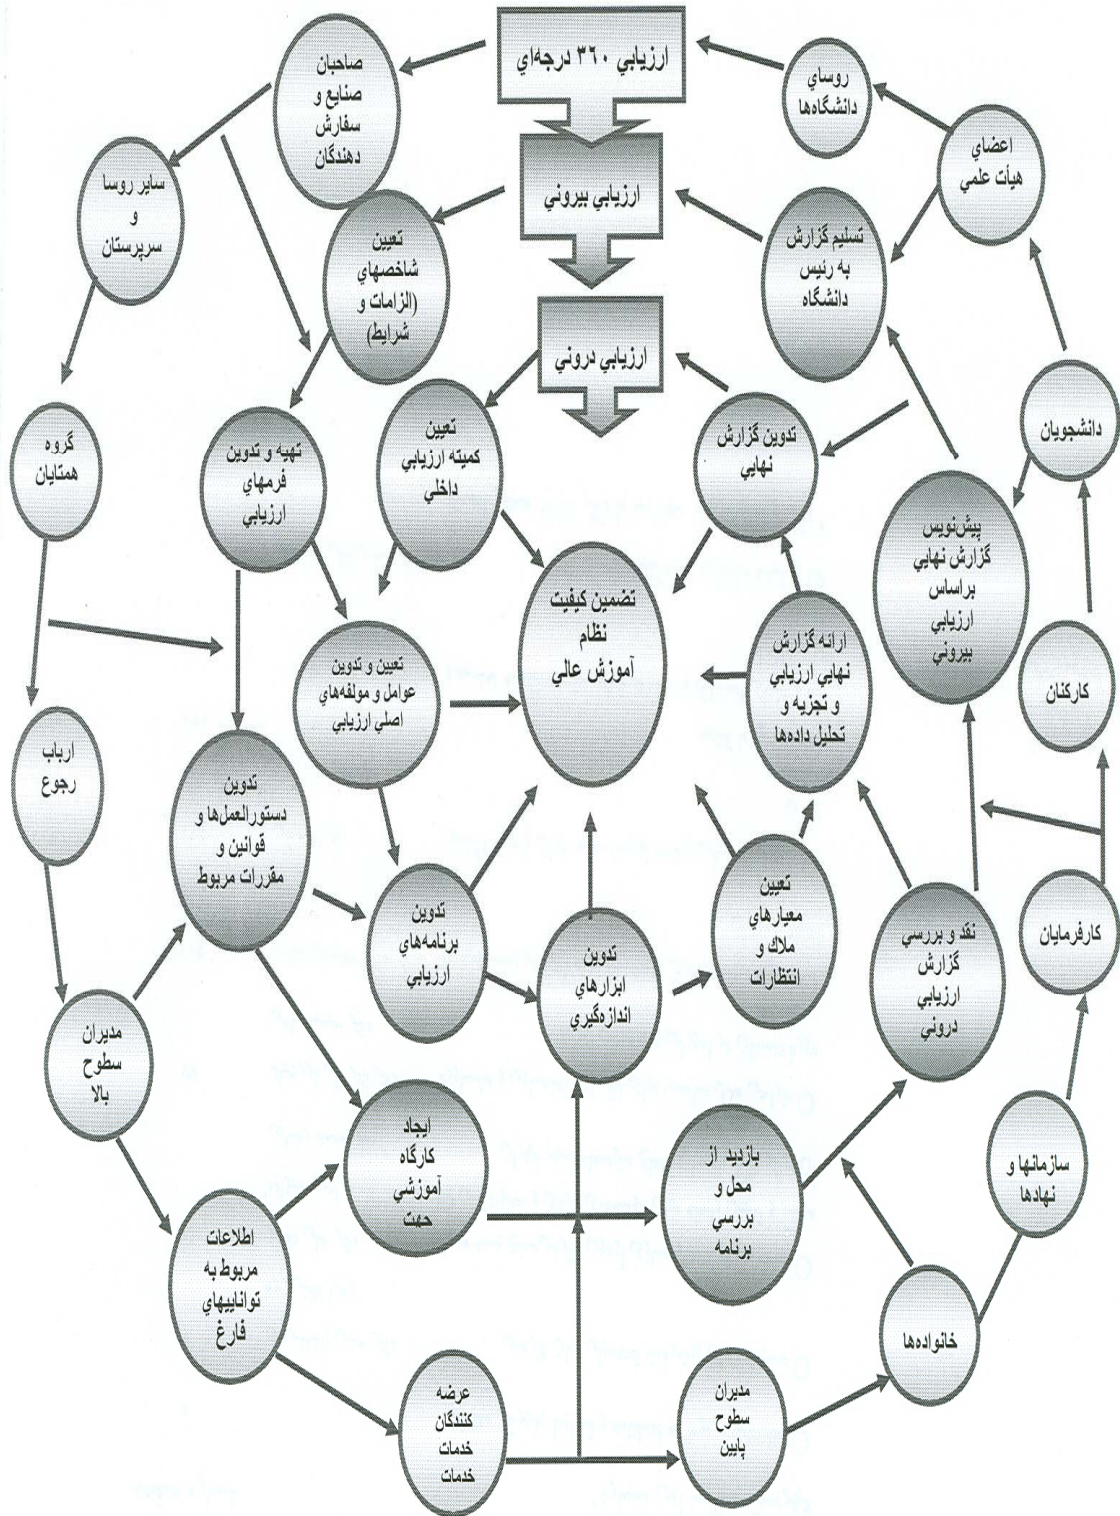 ارزيابي ۳۶۰ درجه‌اي
روساي
دانشگاه‌ها
صاحبان
صنايع و
سفارش
دهندگان
اعضاي
هيأت علمي
ساير روسا
و
سرپرستان
ارزيابي بيروني
تسليم گزارش
به رئيس
دانشگاه
تعيين
شاخصهاي
(الزامات و
شرايط)
ارزيابي دروني
دانشجويان
تدوين گزارش
نهايي
تعيين
كميته ارزيابي
داخلي
تهيه و تدوين
فرمهاي
ارزيابي
گروه
همتايان
پيش‌نويس
گزارش نهايي
براساس
ارزيابي
بيروني
تضمين كيفيت
نظام
آموزش عالي
ارائه گزارش
نهايي ارزيابي
و تجزيه و
تحليل داده‌ها
تعيين و تدوين
عوامل و مولفه‌هاي
اصلي ارزيابي
كاركنان
ارباب
رجوع
تدوين
دستورالعمل‌ها و
قوانين و
مقررات مربوط
كارفرمايان
نقد و بررسي
گزارش
ارزيابي
دروني
تعيين
معيارهاي
ملاك و
انتظارات
تدوين
ابزارهاي
اندازه‌گيري
تدوين
برنامه‌هاي
ارزيابي
مديران
سطوح
بالا
سازمانها و
نهادها
بازديد از
محل و
بررسي
برنامه
ايجاد
كارگاه
آموزشي
جهت
اطلاعات
مربوط به
تواناييهاي
فارغ
خانواده‌ها
مديران
سطوح
پايين
عرضه
كنندگان
خدمات
خدمات